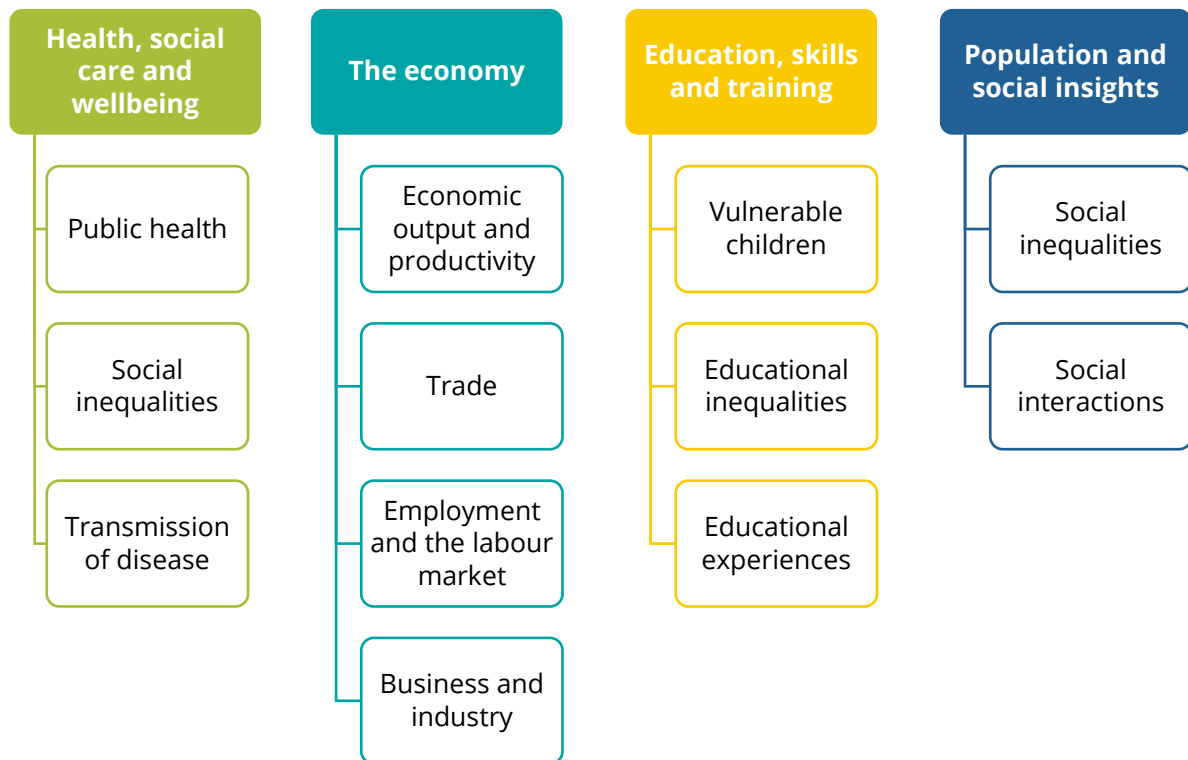 Health, social
care and
wellbeing
Public health
Social
inequalities
Transmission
of disease
The economy
Economic
output and
productivity
Trade
Employment
and the labour
market
Business and
industry
Education, skills
and training
Vulnerable
children
Educational
inequalities
Educational
experiences
Population and
social insights
Social
inequalities
Social
interactions